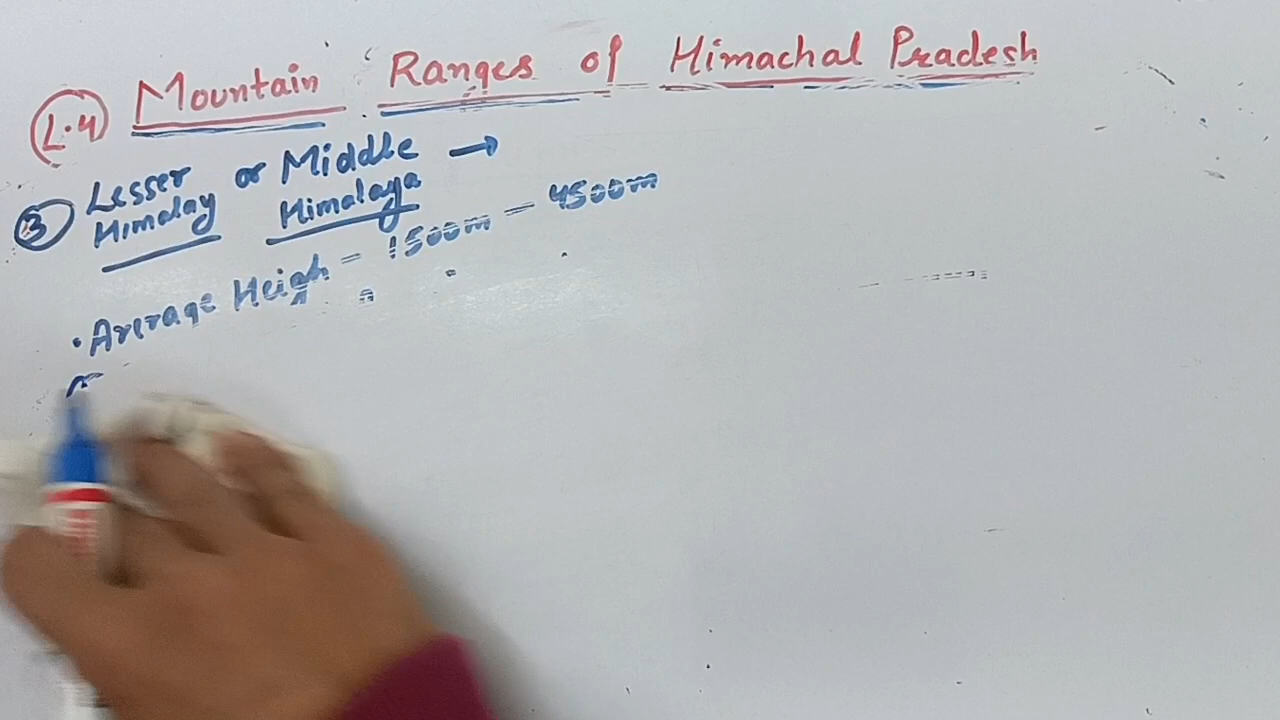 L.4 Mountain Ranges of Himachal Pradesh
3 Lesser Himalay or Middle Himalaya →
• Average Heigh = 1500m - 4500m